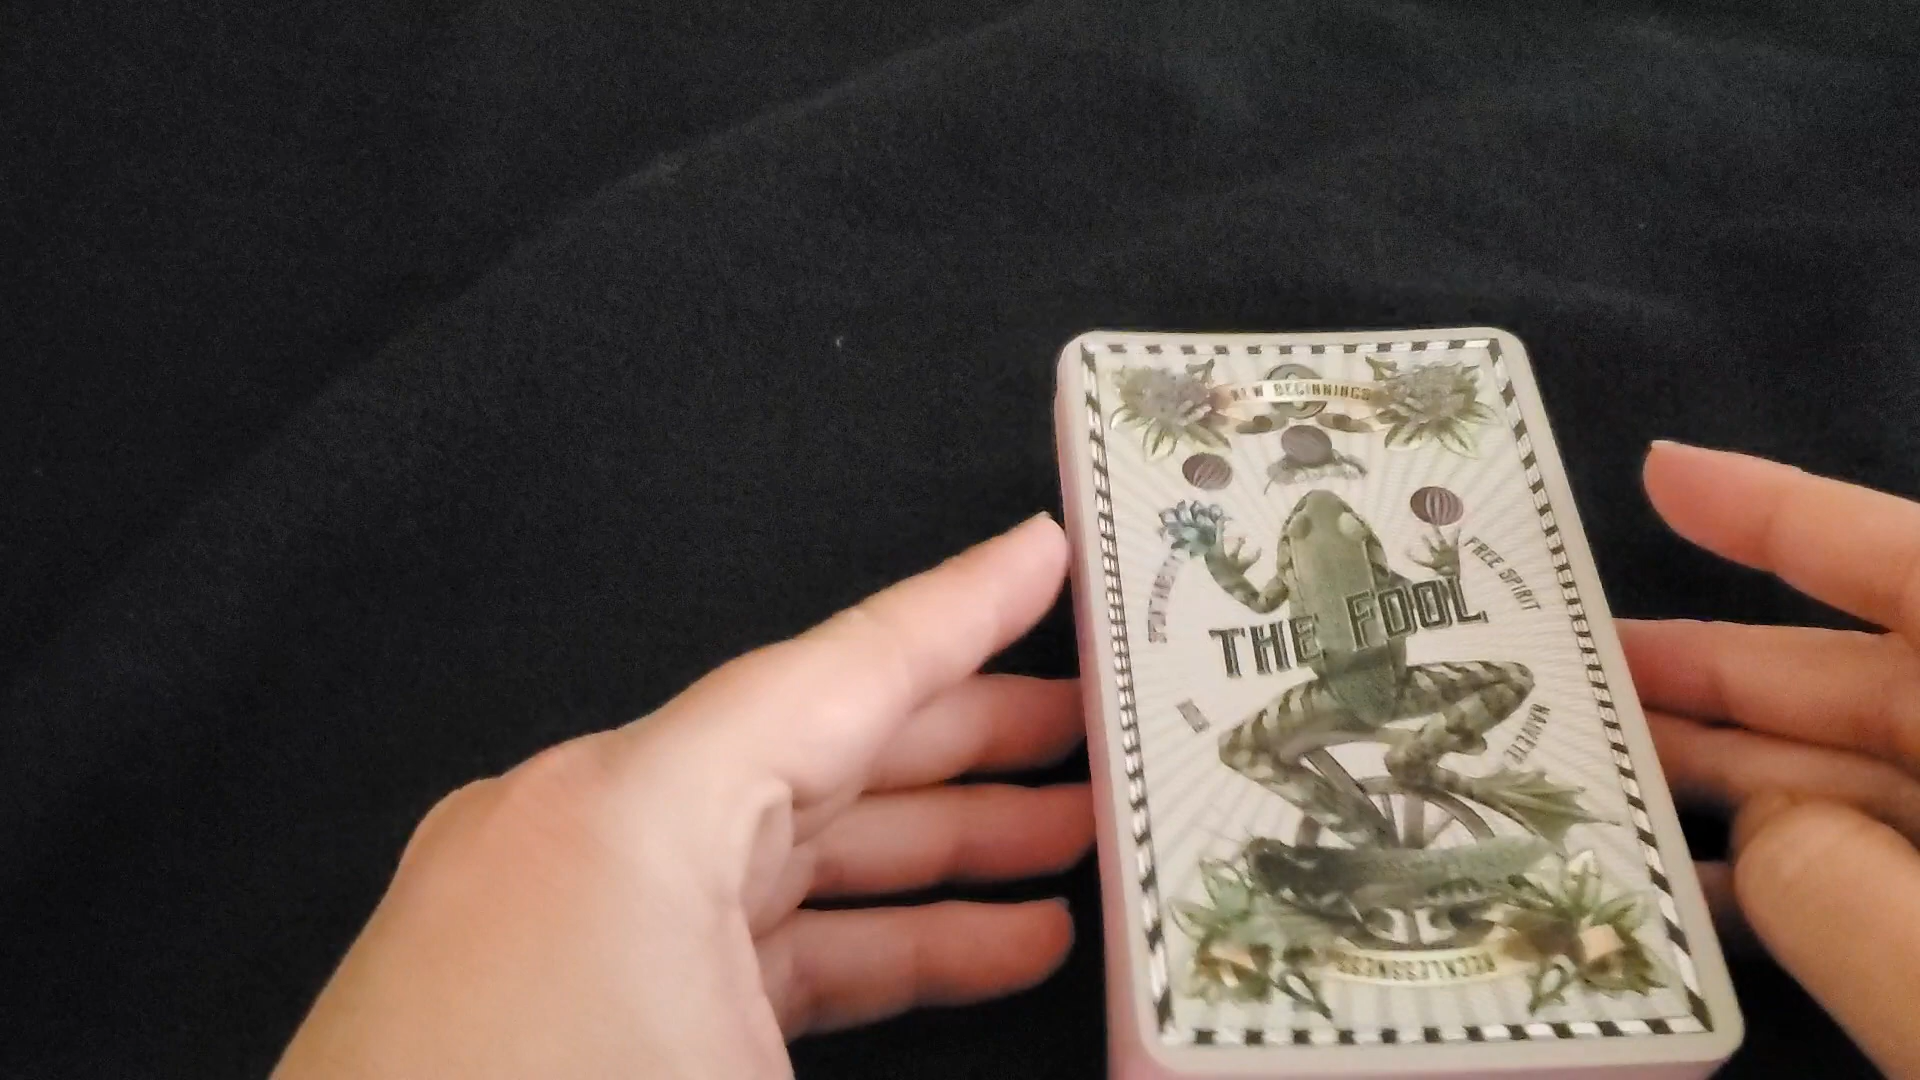 NEW BEGINNINGS
FREE SPIRIT
THE FOOL
NAIVETE
RECKLESSNESS